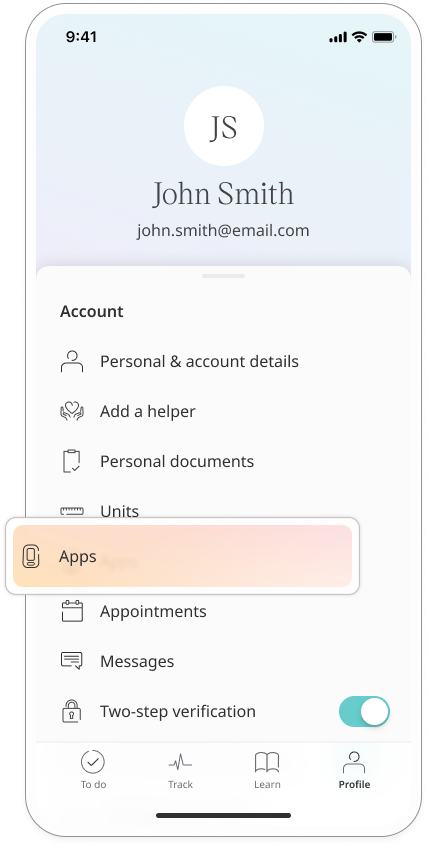 9:41
JS
John Smith
john.smith@email.com
Account
Personal & account details
Add a helper
Personal documents
Units
Apps
Appointments
Messages
Two-step verification
To do
Track
Learn
Profile